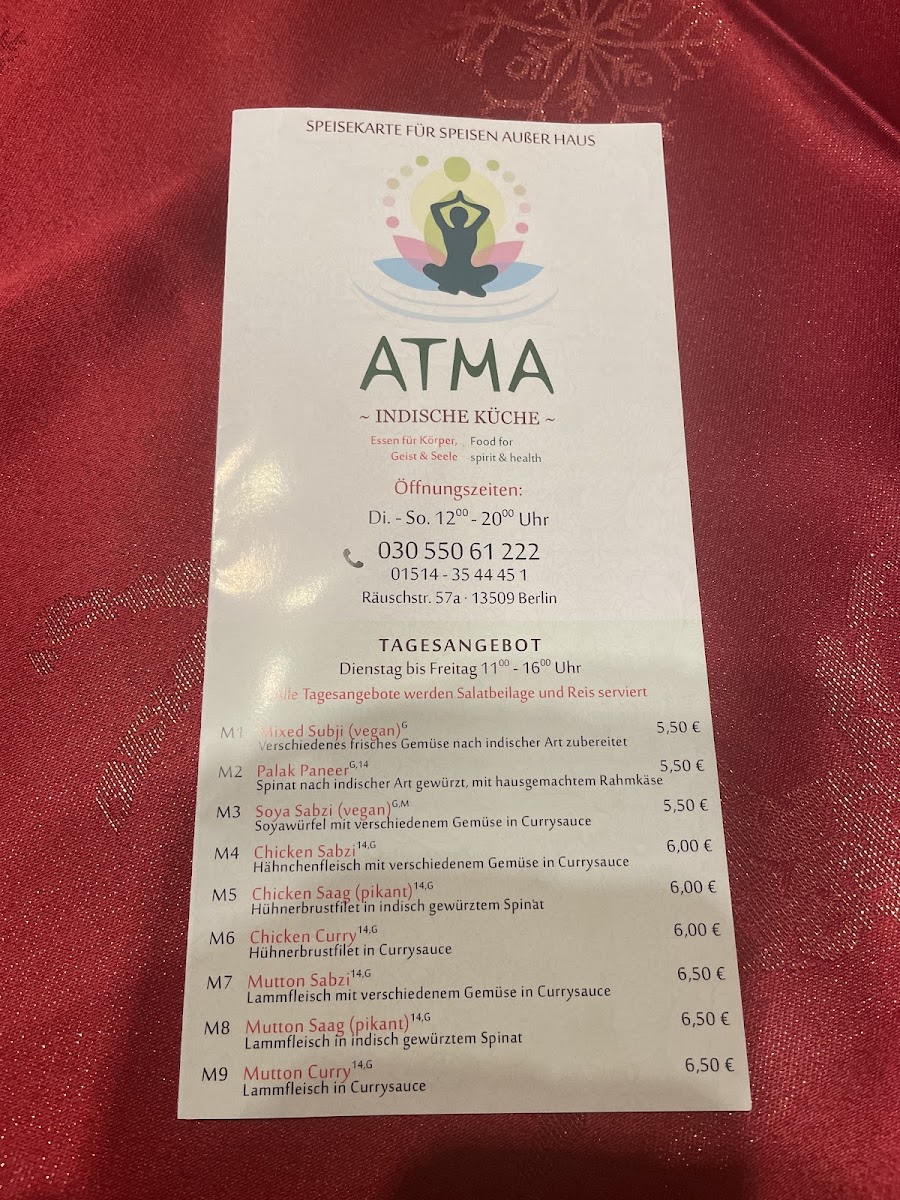 SPEISEKARTE FÜR SPEISEN AUßER HAUS
ATMA
~ INDISCHE KÜCHE ~
Essen für Körper, Food for
Geist & Seele spirit & health
Öffnungszeiten:
Di. - So. 12⁰⁰ - 20⁰⁰ Uhr
030 550 61 222
01514 - 35 44 45 1
Räuschstr. 57a · 13509 Berlin
TAGESANGEBOT
Dienstag bis Freitag 11⁰⁰ - 16⁰⁰ Uhr
Alle Tagesangebote werden Salatbeilage und Reis serviert
M1 Mixed Subji (vegan)G 5,50 €
Verschiedenes frisches Gemüse nach indischer Art zubereitet
M2 Palak PaneerG,14 5,50 €
Spinat nach indischer Art gewürzt, mit hausgemachtem Rahmkäse
M3 Soya Sabzi (vegan)G,M 5,50 €
Soyawürfel mit verschiedenem Gemüse in Currysauce
M4 Chicken Sabzi14,G 6,00 €
Hähnchenfleisch mit verschiedenem Gemüse in Currysauce
M5 Chicken Saag (pikant)14,G 6,00 €
Hühnerbrustfilet in indisch gewürztem Spinat
M6 Chicken Curry14,G 6,00 €
Hühnerbrustfilet in Currysauce
M7 Mutton Sabzi14,G 6,50 €
Lammfleisch mit verschiedenem Gemüse in Currysauce
M8 Mutton Saag (pikant)14,G 6,50 €
Lammfleisch in indisch gewürztem Spinat
M9 Mutton Curry14,G 6,50 €
Lammfleisch in Currysauce